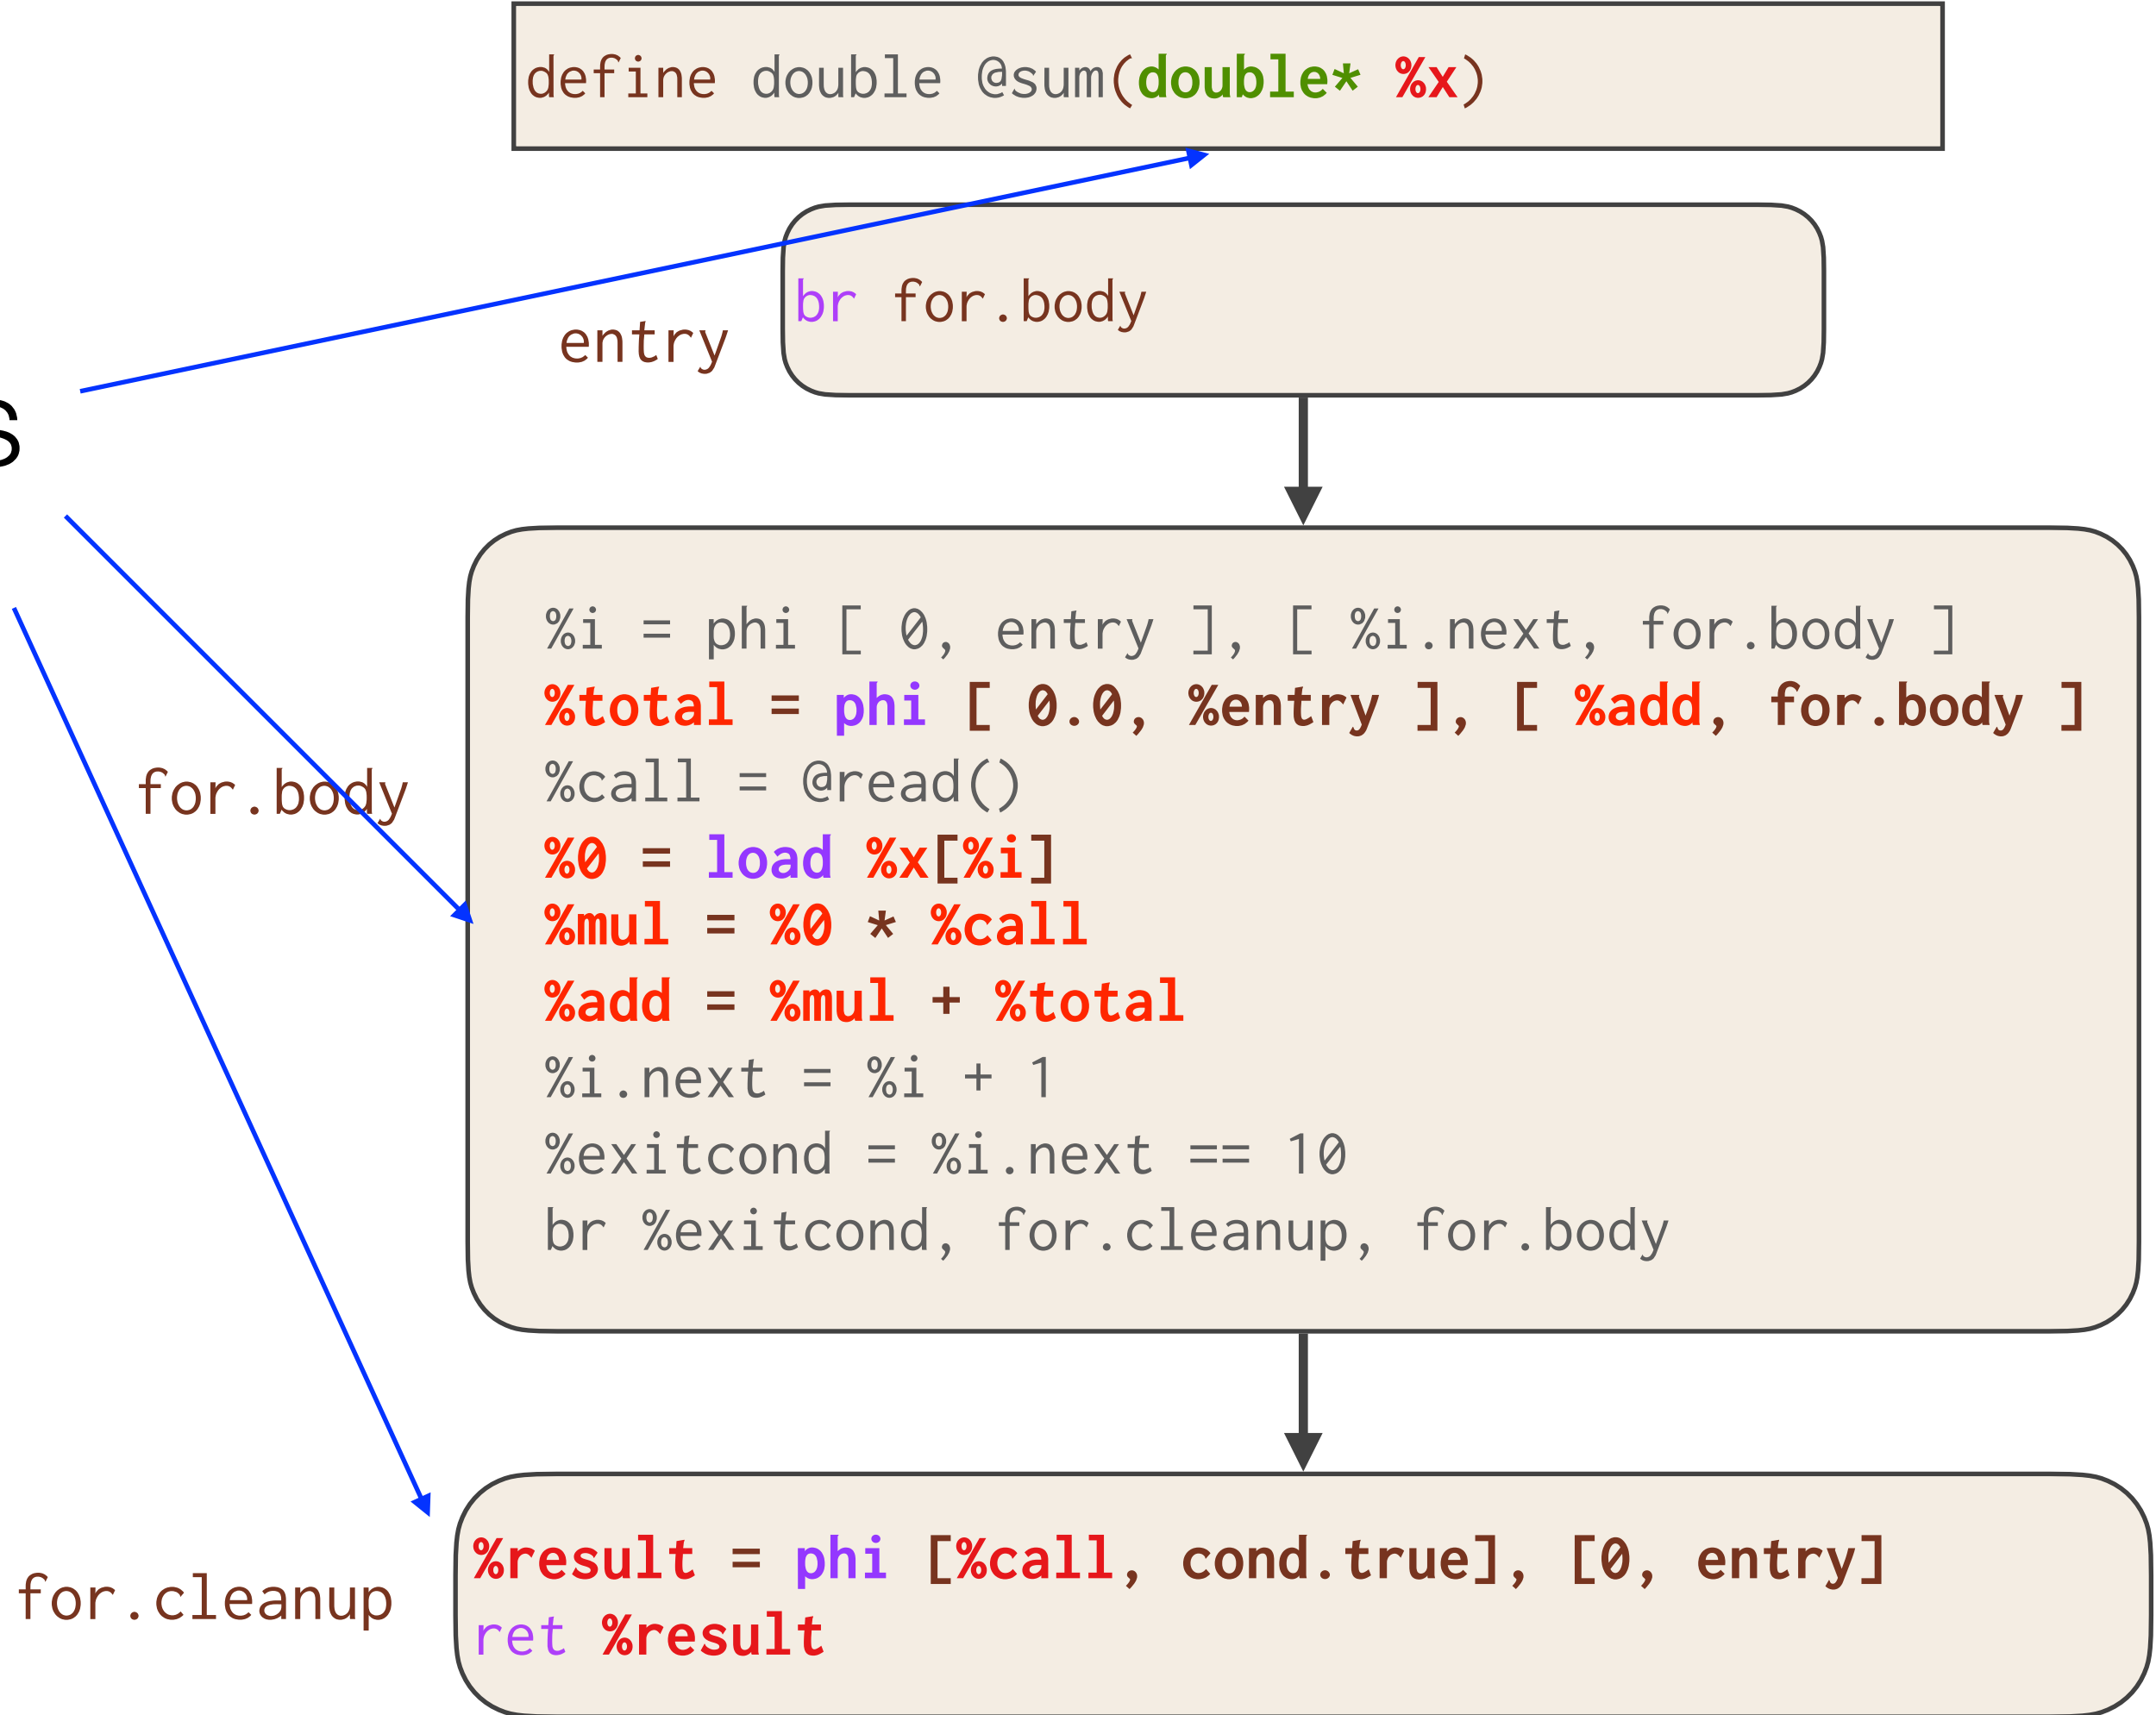 define double @sum(double* %x)
br for.body
entry
%i = phi [ 0, entry ], [ %i.next, for.body ]
%total = phi [ 0.0, %entry ], [ %add, for.body ]
%call = @read()
for.body
%0 = load %x[%i]
%mul = %0 * %call
%add = %mul + %total
%i.next = %i + 1
%exitcond = %i.next == 10
br %exitcond, for.cleanup, for.body
%result = phi [%call, cond.true], [0, entry]
for.cleanup
ret %result